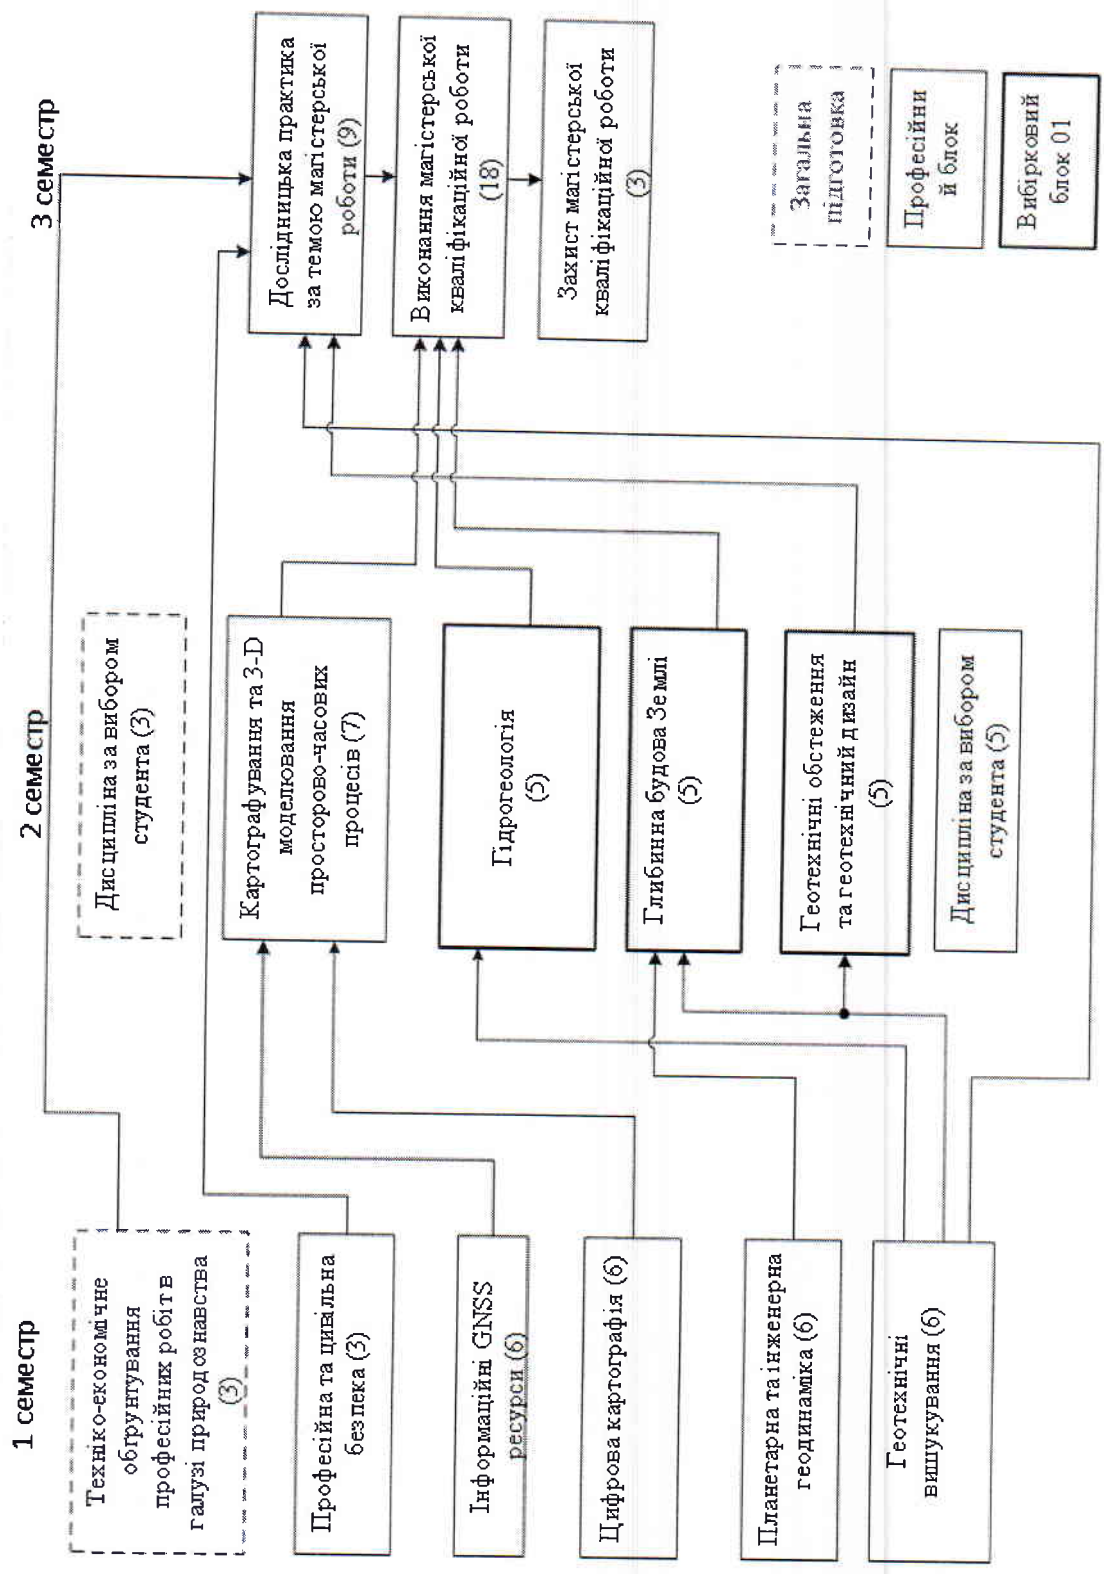 1 семестр
2 семестр
3 семестр
Техніко-економічне
обґрунтування
професійних робіт в
галузі природознавства
(3)
Професійна та цивільна
безпека (3)
Інформаційні GNSS
ресурси (6)
Цифрова картографія (6)
Планетарна та інженерна
геодинаміка (6)
Геотехнічні
вишукування (6)
Дисципліна за вибором
студента (3)
Картографування та 3-D
моделювання
просторово-часових
процесів (7)
Гідрогеологія
(5)
Глибинна будова Землі
(5)
Геотехнічні обстеження
та геотехнічний дизайн
(5)
Дисципліна за вибором
студента (5)
Дослідницька практика
за темою магістерської
роботи (9)
Виконання магістерської
кваліфікаційної роботи
(18)
Захист магістерської
кваліфікаційної роботи
(3)
Загальна
підготовка
Професійни
й блок
Вибірковий
блок 01